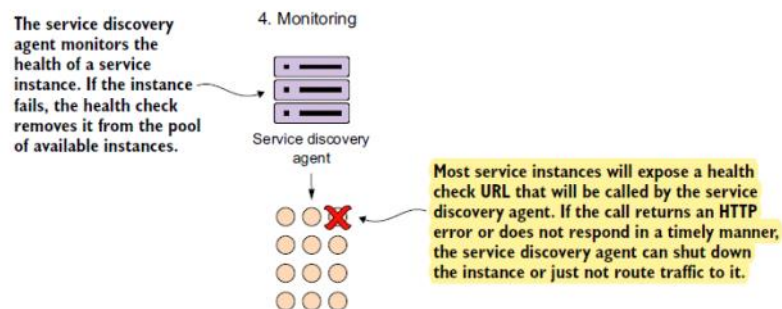 The service discovery
agent monitors the
health of a service
instance. If the instance
fails, the health check
removes it from the pool
of available instances.
4. Monitoring
Service discovery
agent
Most service instances will expose a health
check URL that will be called by the service
discovery agent. If the call returns an HTTP
error or does not respond in a timely manner,
the service discovery agent can shut down
the instance or just not route traffic to it.